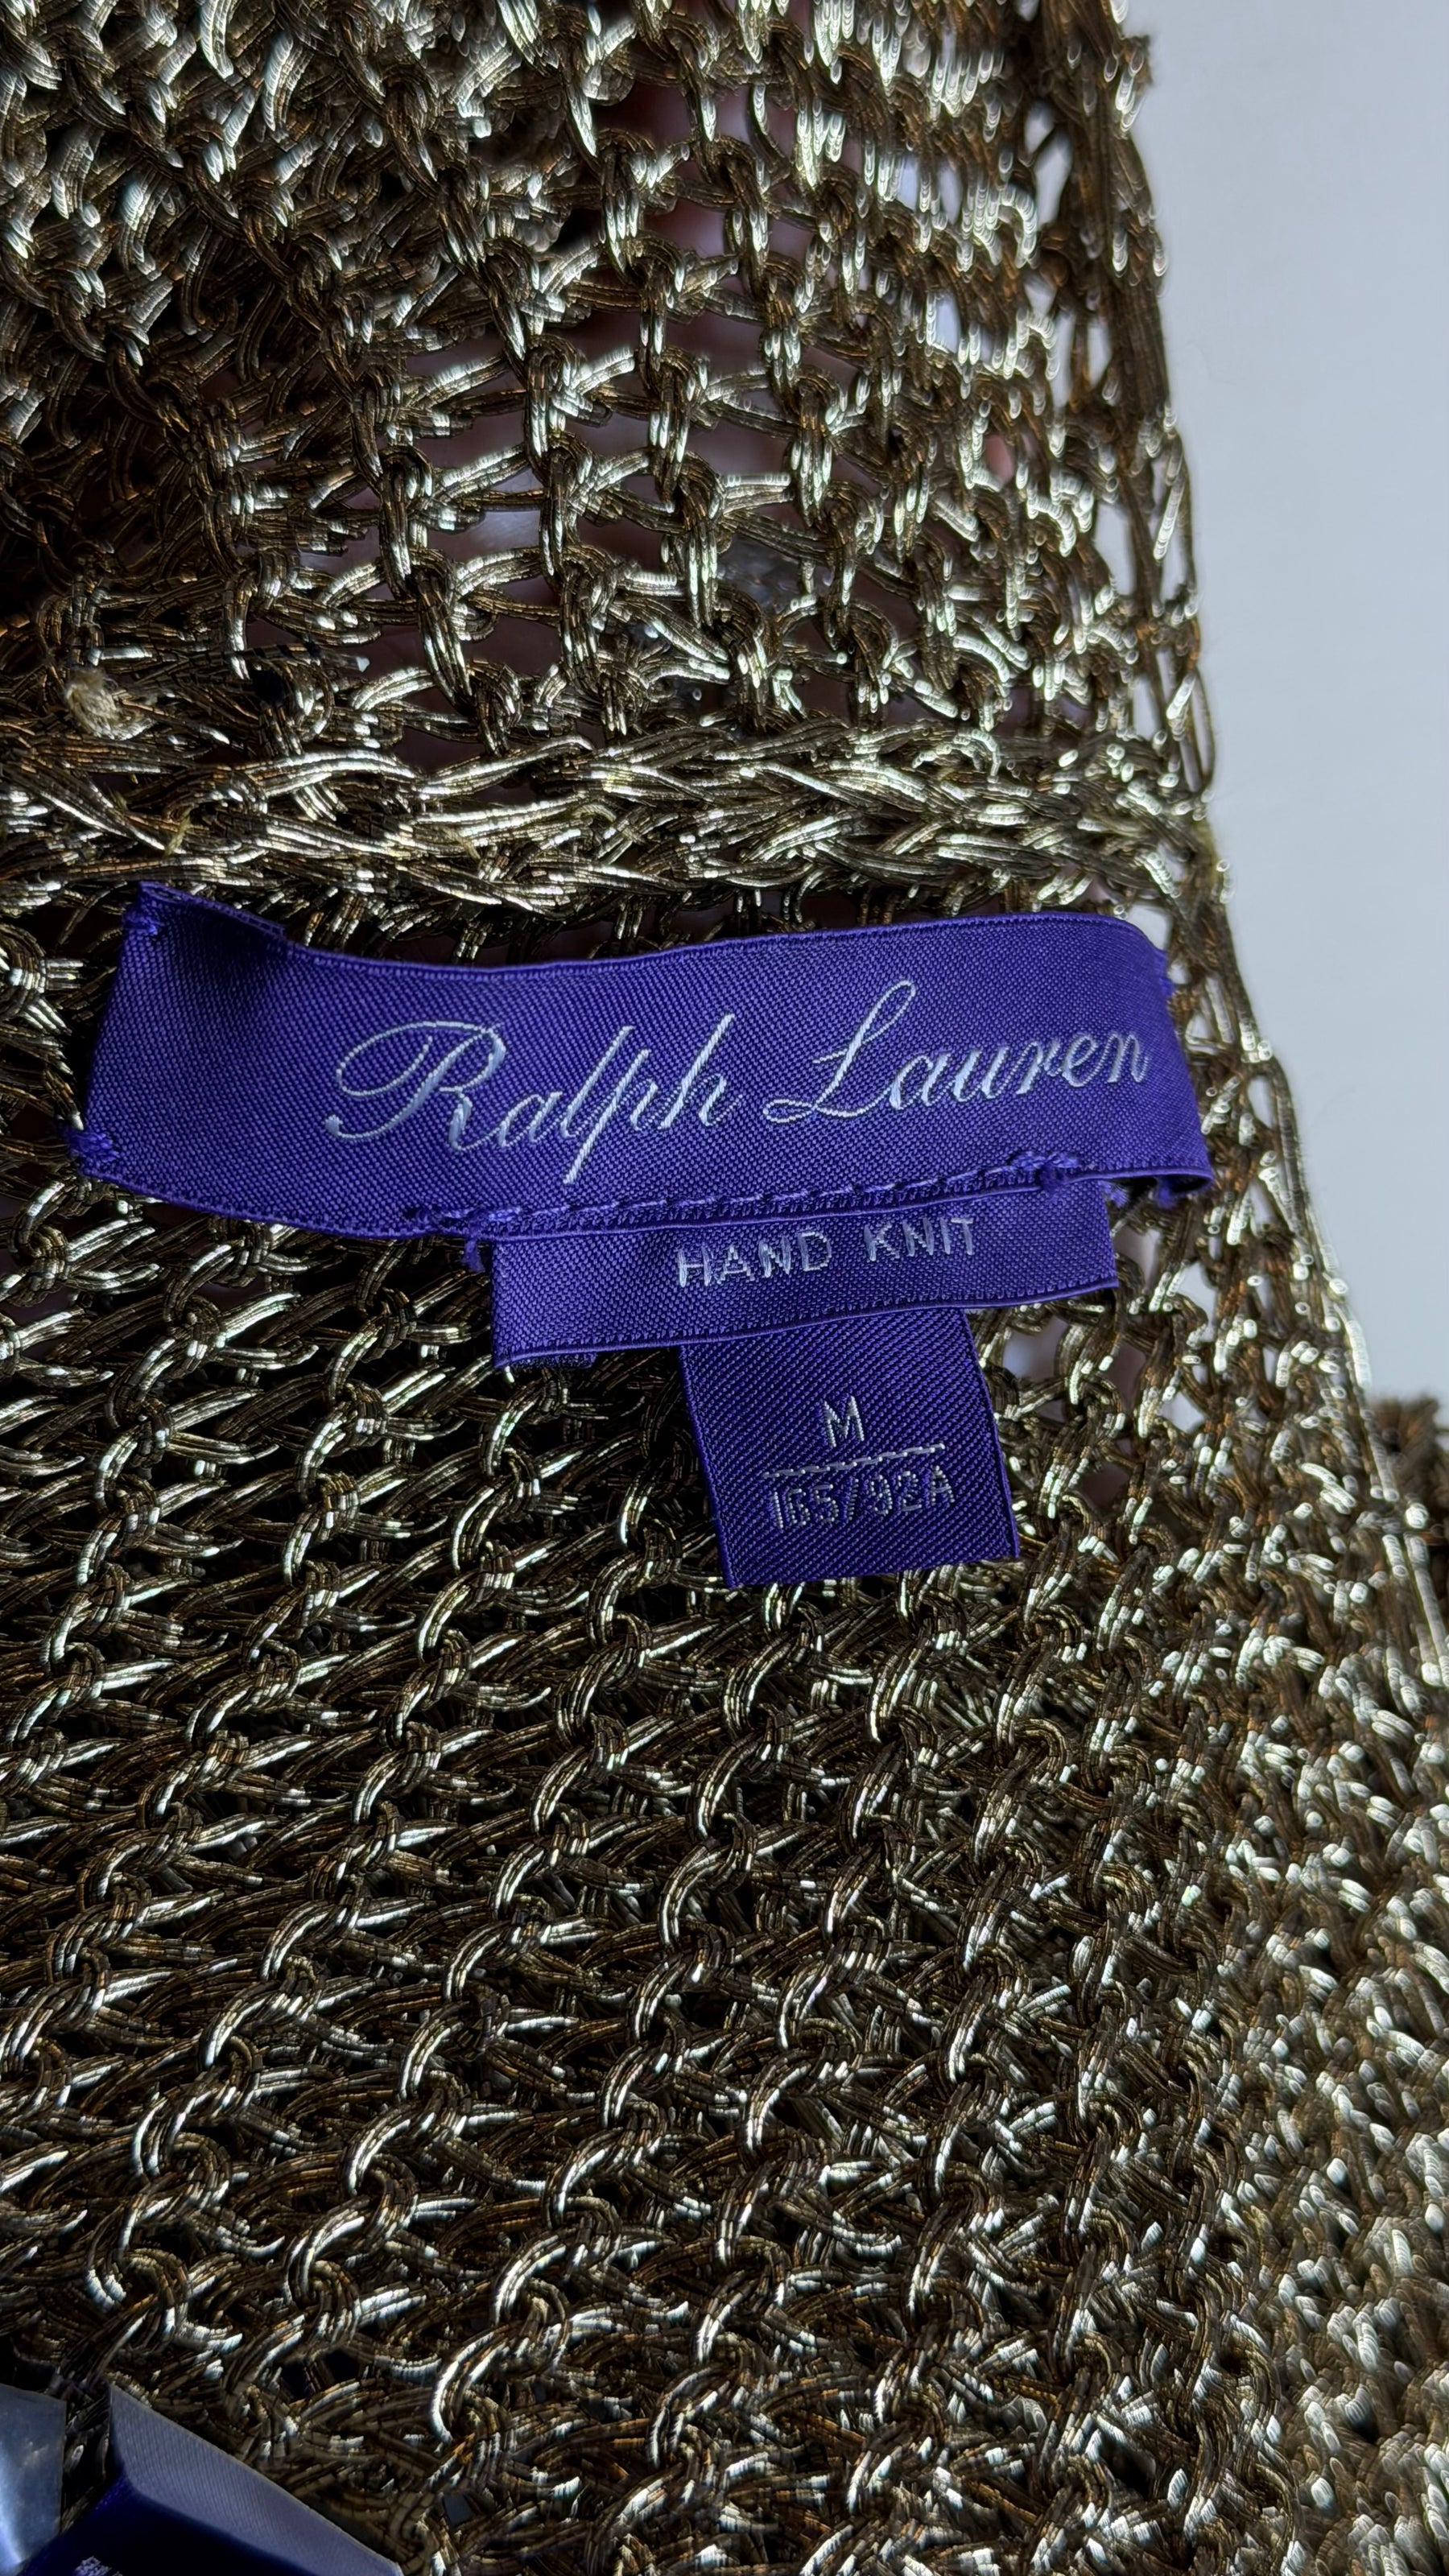 Ralph Lauren
HAND KNIT
M
165/92A